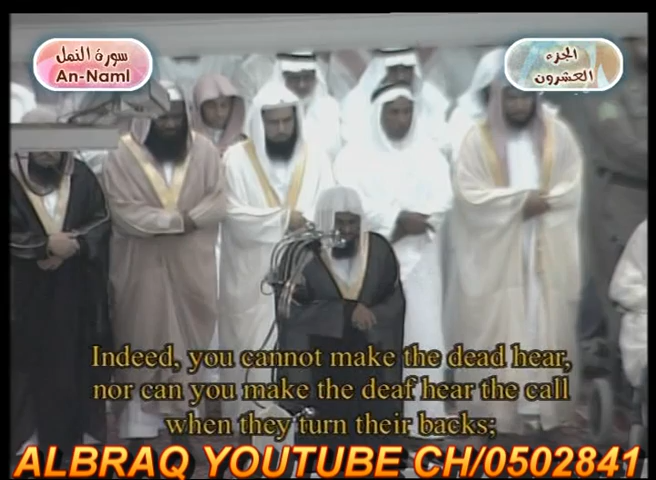 سورة النمل
An-Naml
الجزء
العشرون
Indeed, you cannot make the dead hear,
nor can you make the deaf hear the call
when they turn their backs;
ALBRAQ YOUTUBE CH/0502841